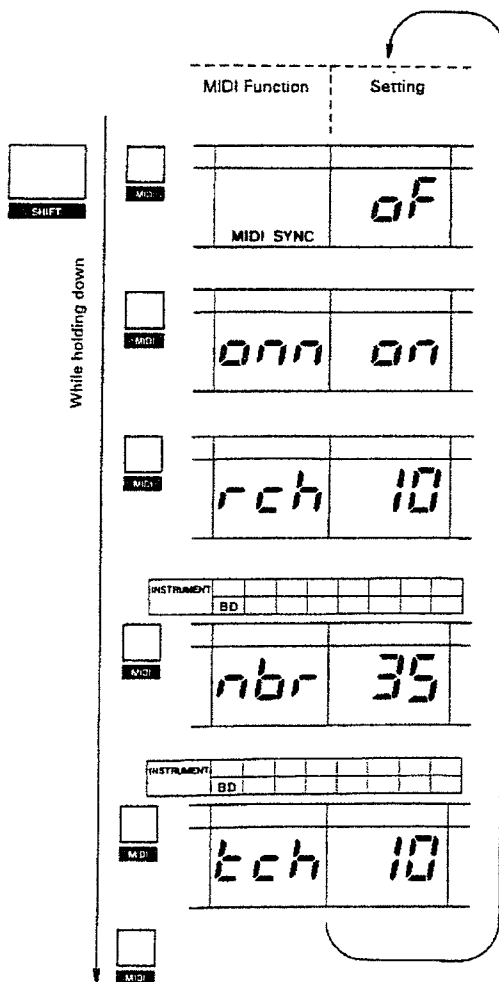 MIDI Function Setting
MIDI
oF
SHIFT
MIDI SYNC
While holding down
MIDI
onn on
MIDI
rch 10
INSTRUMENT
BD
MIDI
nbr 35
INSTRUMENT
BD
MIDI
tch 10
MIDI